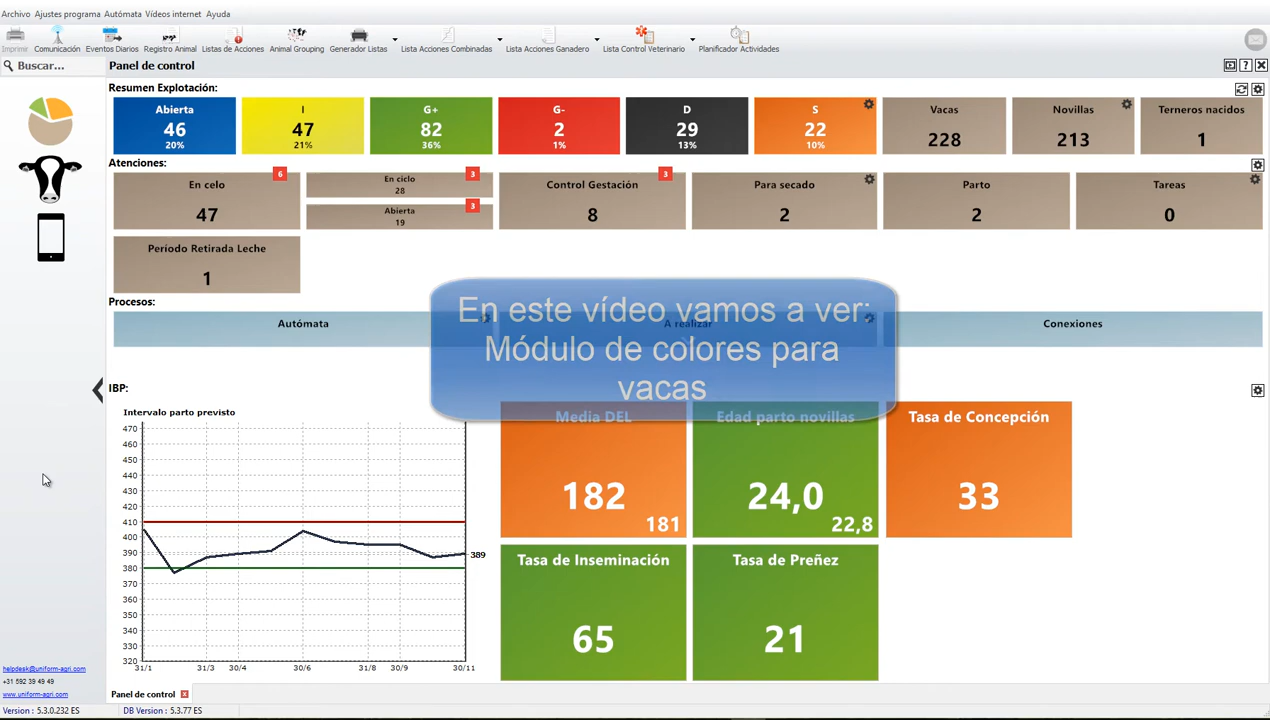 Archivo Ajustes programa Autómata Vídeos internet Ayuda
Imprimir Comunicación Eventos Diarios Registro Animal Listas de Acciones Animal Grouping Generador Listas Lista Acciones Combinadas Lista Acciones Ganadero Lista Control Veterinario Planificador Actividades
Buscar...
Panel de control
Resumen Explotación:
Abierta I G+ G- D S Vacas Novillas Terneros nacidos
46 47 82 2 29 22 228 213 1
20% 21% 36% 1% 13% 10%
Atenciones:
6 3 3
En celo En ciclo Control Gestación Para secado Parto Tareas
28
3
Abierta
47 19 8 2 2 0
Periodo Retirada Leche
1
Procesos:
Autómata A realizar Conexiones
En este vídeo vamos a ver:
Módulo de colores para
vacas
IBP:
Intervalo parto previsto
470
460
450
440
430
420
410
400
390
380
370
360
350
340
330
320
389
31/1 31/3 30/4 30/6 31/8 30/9 30/11
Media DEL
182
181
Edad parto novillas
24,0
22,8
Tasa de Concepción
33
Tasa de Inseminación
65
Tasa de Preñez
21
helpdesk@uniform-agri.com
+31 592 39 49 49
www.uniform-agri.com
Panel de control
Version : 5.3.0.232 ES DB Version : 5.3.77 ES